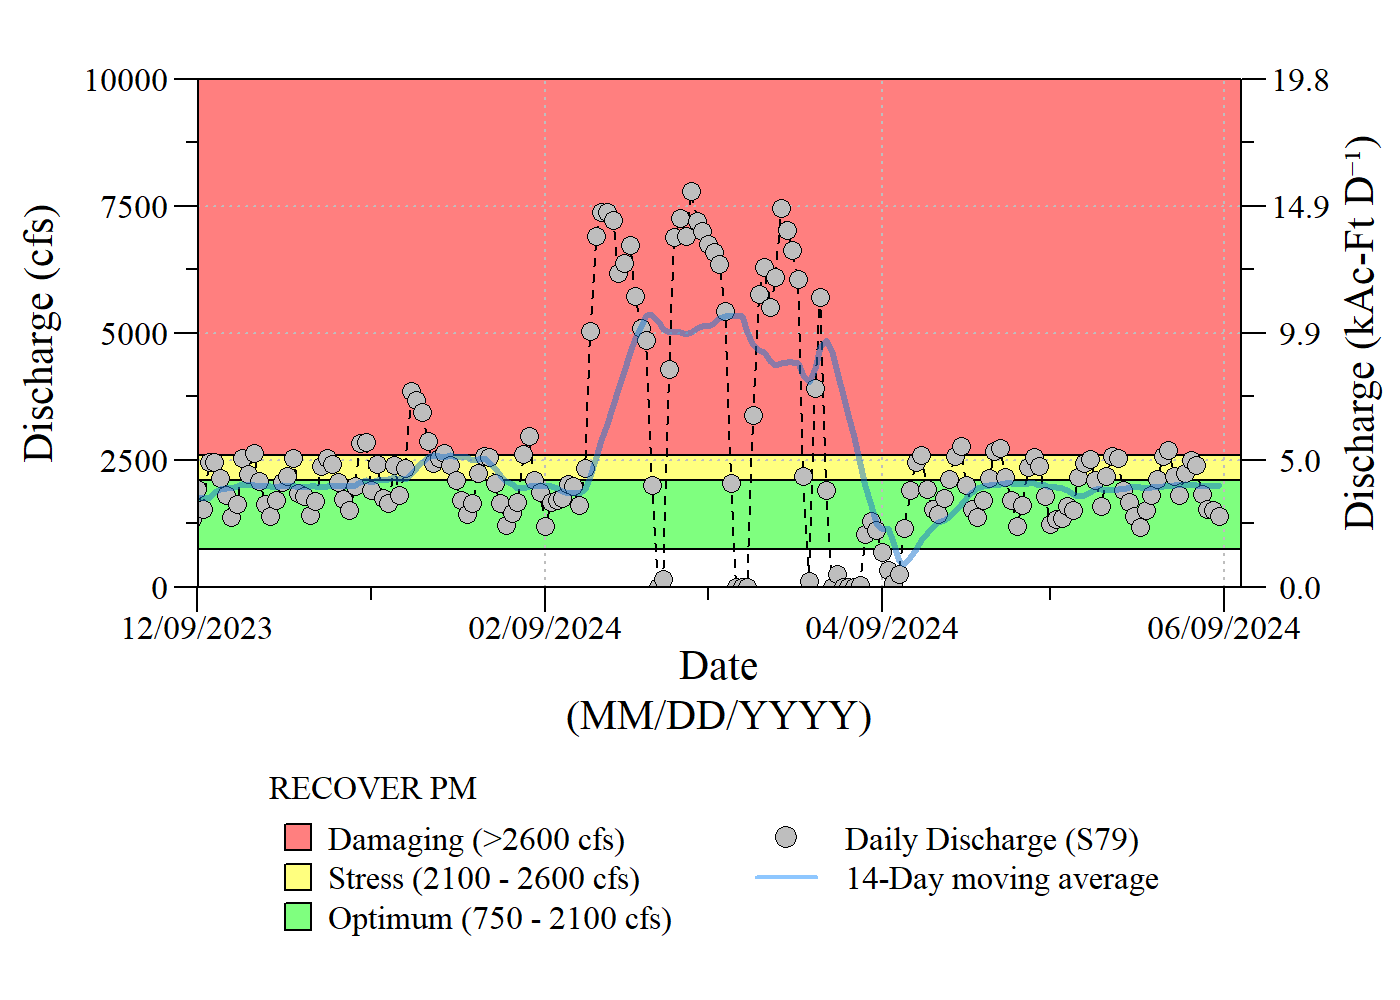 10000
7500
5000
2500
0
Discharge (cfs)
19.8
14.9
9.9
5.0
0.0
Discharge (kAc-Ft D⁻¹)
12/09/2023
02/09/2024
04/09/2024
06/09/2024
Date
(MM/DD/YYYY)
RECOVER PM
Damaging (>2600 cfs)
Stress (2100 - 2600 cfs)
Optimum (750 - 2100 cfs)
Daily Discharge (S79)
14-Day moving average